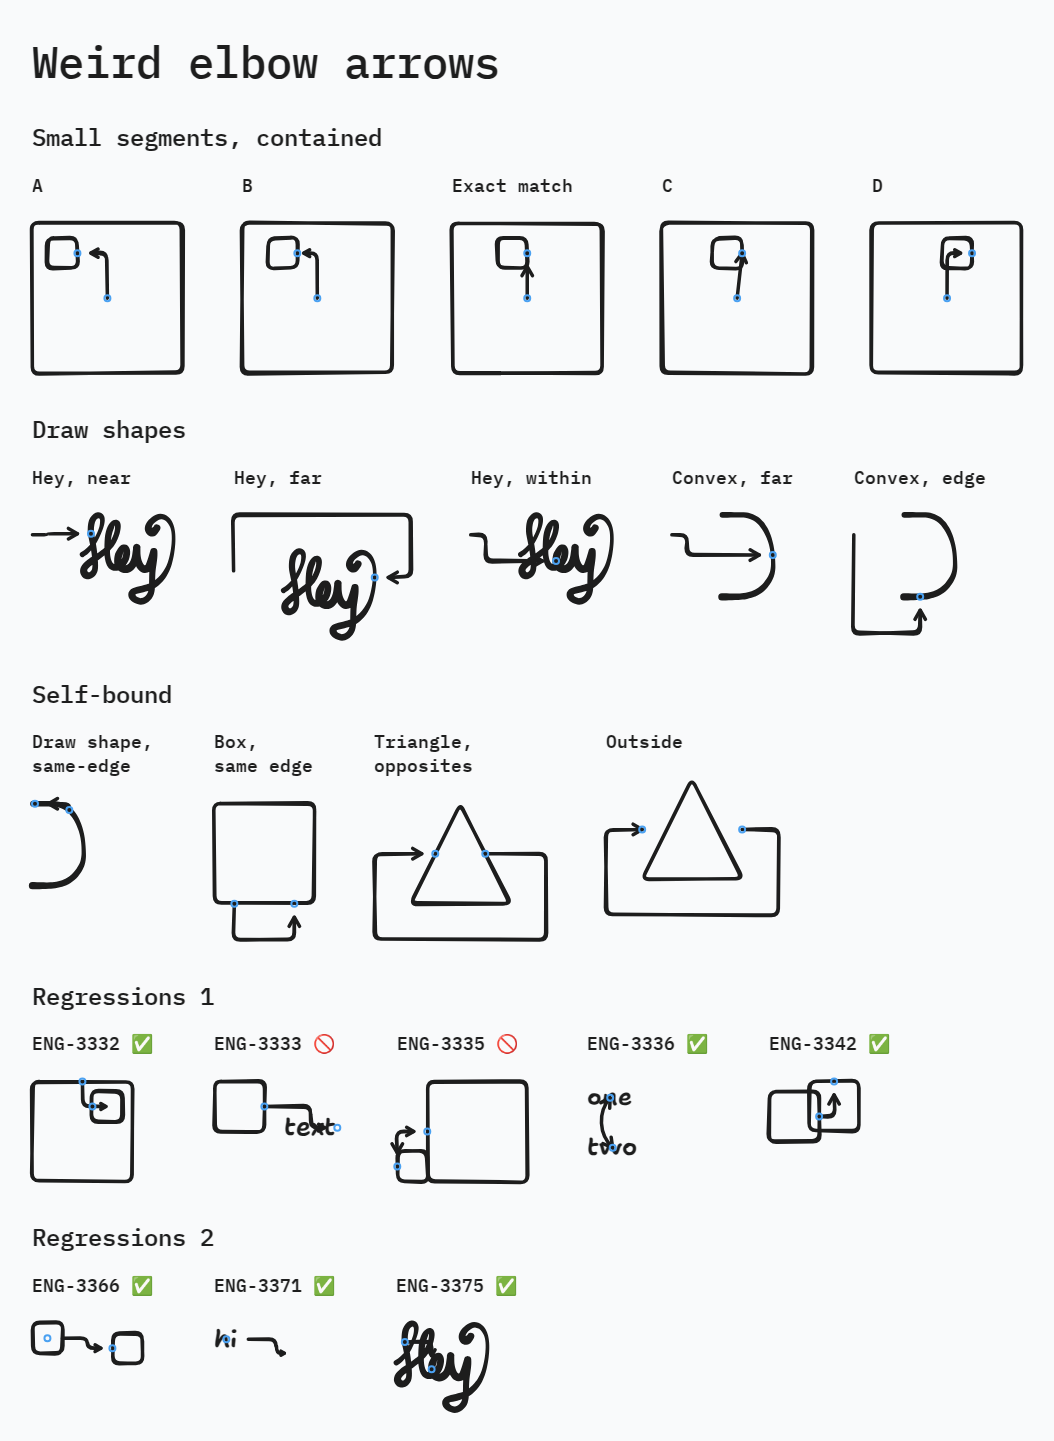 Weird elbow arrows
Small segments, contained
A B Exact match C D
Draw shapes
Hey, near Hey, far Hey, within Convex, far Convex, edge
Hey Hey Hey
Self-bound
Draw shape, Box, Triangle, Outside
same-edge same edge opposites
Regressions 1
ENG-3332 ✅ ENG-3333 🚫 ENG-3335 🚫 ENG-3336 ✅ ENG-3342 ✅
one
text
two
Regressions 2
ENG-3366 ✅ ENG-3371 ✅ ENG-3375 ✅
hi Hey